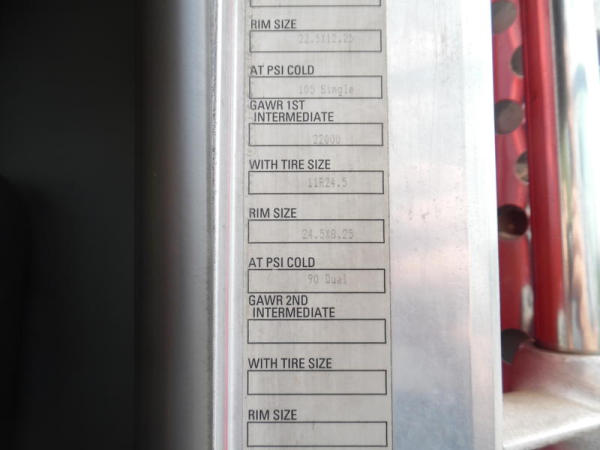 RIM SIZE
22.5X12.25
AT PSI COLD
105 Single
GAWR 1ST
INTERMEDIATE
22000
WITH TIRE SIZE
11R24.5
RIM SIZE
24.5X8.25
AT PSI COLD
90 Dual
GAWR 2ND
INTERMEDIATE
WITH TIRE SIZE
RIM SIZE